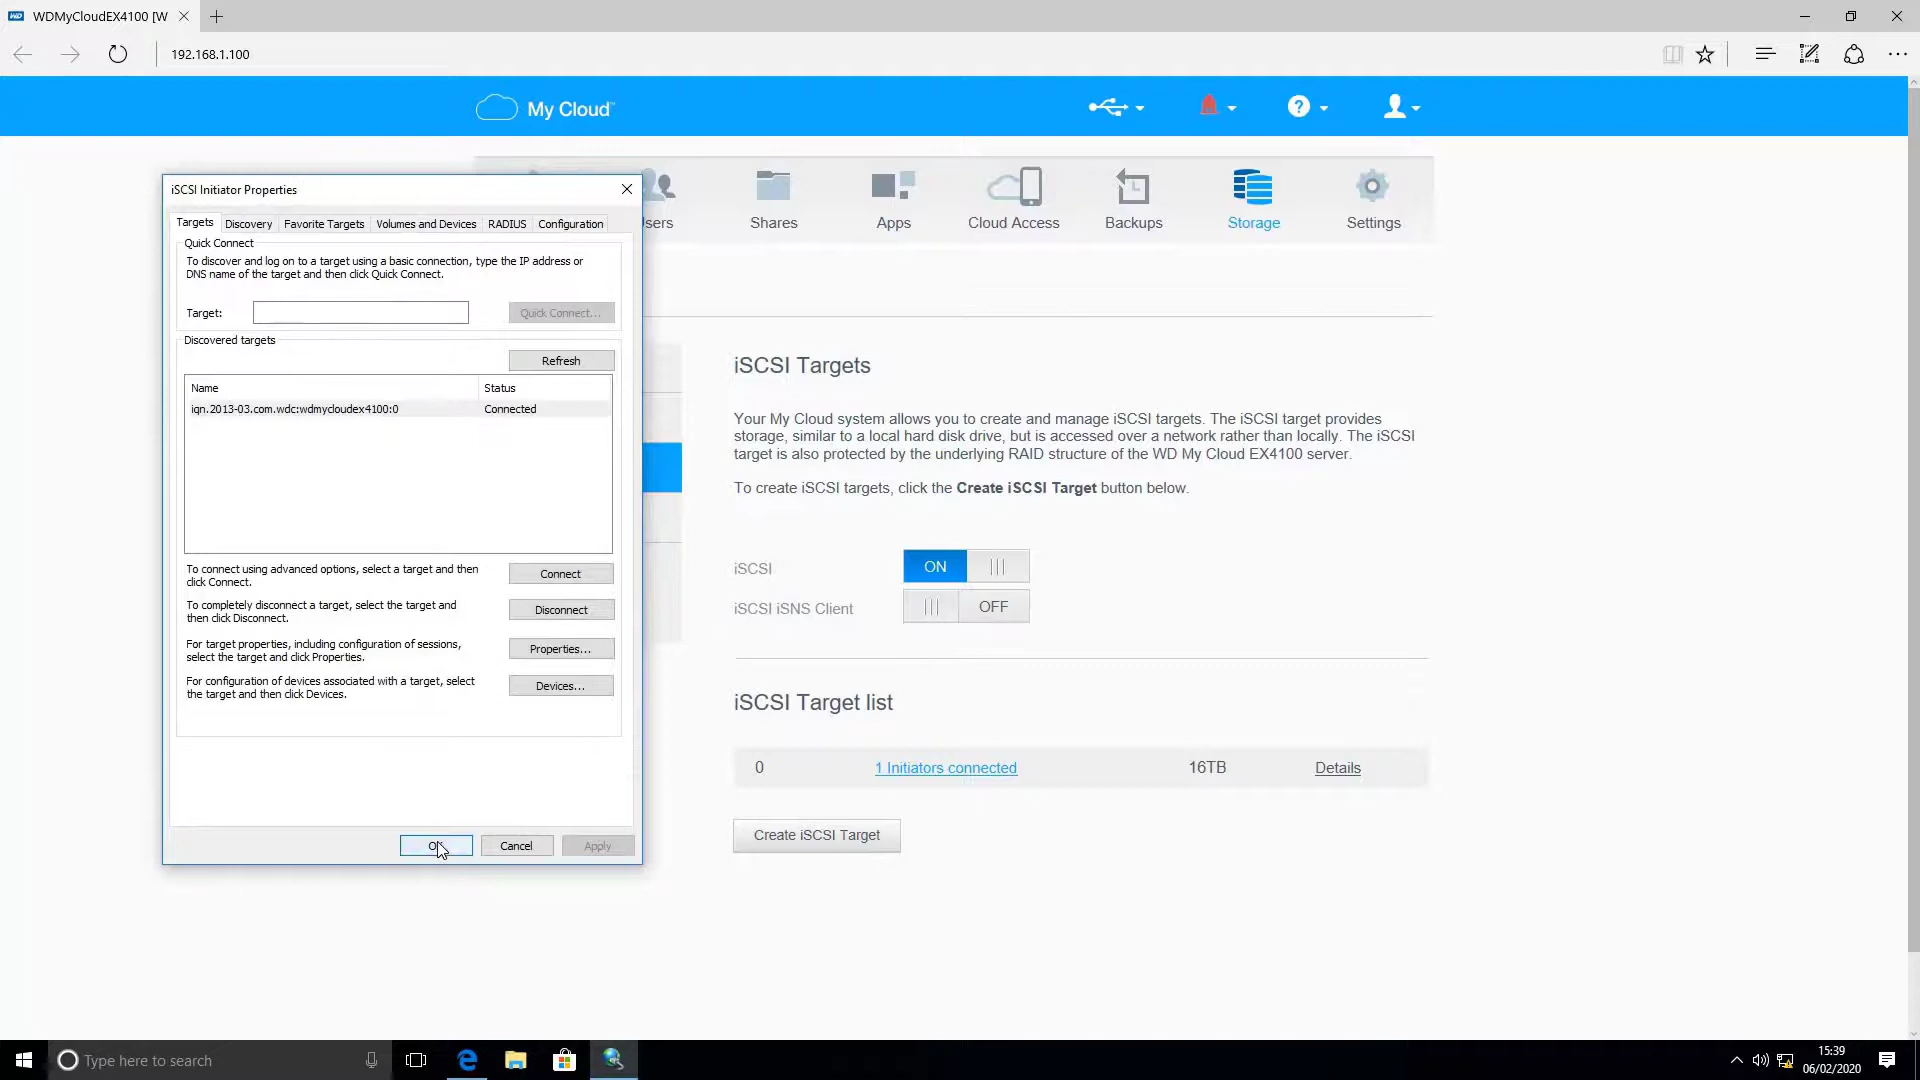 WDMyCloudEX4100 [W
192.168.1.100
My Cloud™
sers
Shares
Apps
Cloud Access
Backups
Storage
Settings
iSCSI Initiator Properties
Targets
Discovery
Favorite Targets
Volumes and Devices
RADIUS
Configuration
Quick Connect
To discover and log on to a target using a basic connection, type the IP address or
DNS name of the target and then click Quick Connect.
Target:
Quick Connect...
Discovered targets
Refresh
Name
Status
iqn.2013-03.com.wdc:wdmycloudex4100:0
Connected
To connect using advanced options, select a target and then
click Connect.
Connect
To completely disconnect a target, select the target and
then click Disconnect.
Disconnect
For target properties, including configuration of sessions,
select the target and click Properties.
Properties...
For configuration of devices associated with a target, select
the target and then click Devices.
Devices...
OK
Cancel
Apply
iSCSI Targets
Your My Cloud system allows you to create and manage iSCSI targets. The iSCSI target provides
storage, similar to a local hard disk drive, but is accessed over a network rather than locally. The iSCSI
target is also protected by the underlying RAID structure of the WD My Cloud EX4100 server.
To create iSCSI targets, click the Create iSCSI Target button below.
iSCSI
ON
iSCSI iSNS Client
OFF
iSCSI Target list
0
1 Initiators connected
16TB
Details
Create iSCSI Target
Type here to search
15:39
06/02/2020